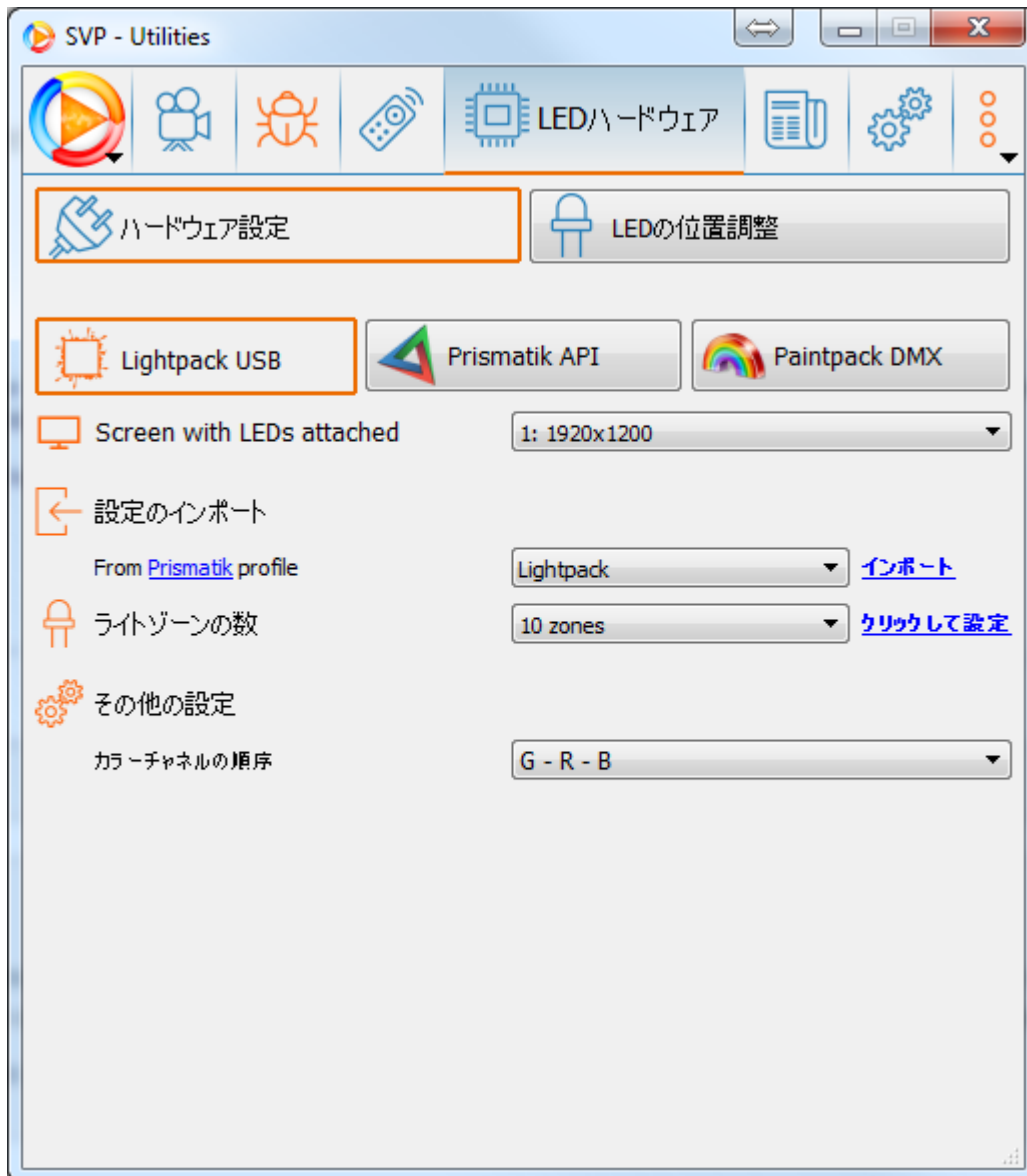 SVP - Utilities
LEDハードウェア
ハードウェア設定
LEDの位置調整
Lightpack USB
Prismatik API
Paintpack DMX
Screen with LEDs attached
1: 1920x1200
設定のインポート
From Prismatik profile
Lightpack
インポート
ライトゾーンの数
10 zones
クリックして設定
その他の設定
カラーチャネルの順序
G - R - B